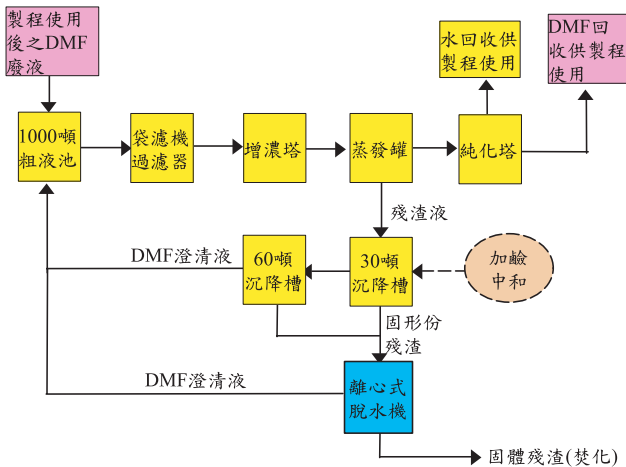 製程使用
後之DMF
廢液
水回收供
製程使用
DMF回
收供製程
使用
1000噸
粗液池
袋濾機
過濾器
增濃塔
蒸發罐
純化塔
殘渣液
DMF澄清液
60噸
沉降槽
30噸
沉降槽
加鹼
中和
固形份
殘渣
DMF澄清液
離心式
脫水機
固體殘渣(焚化)